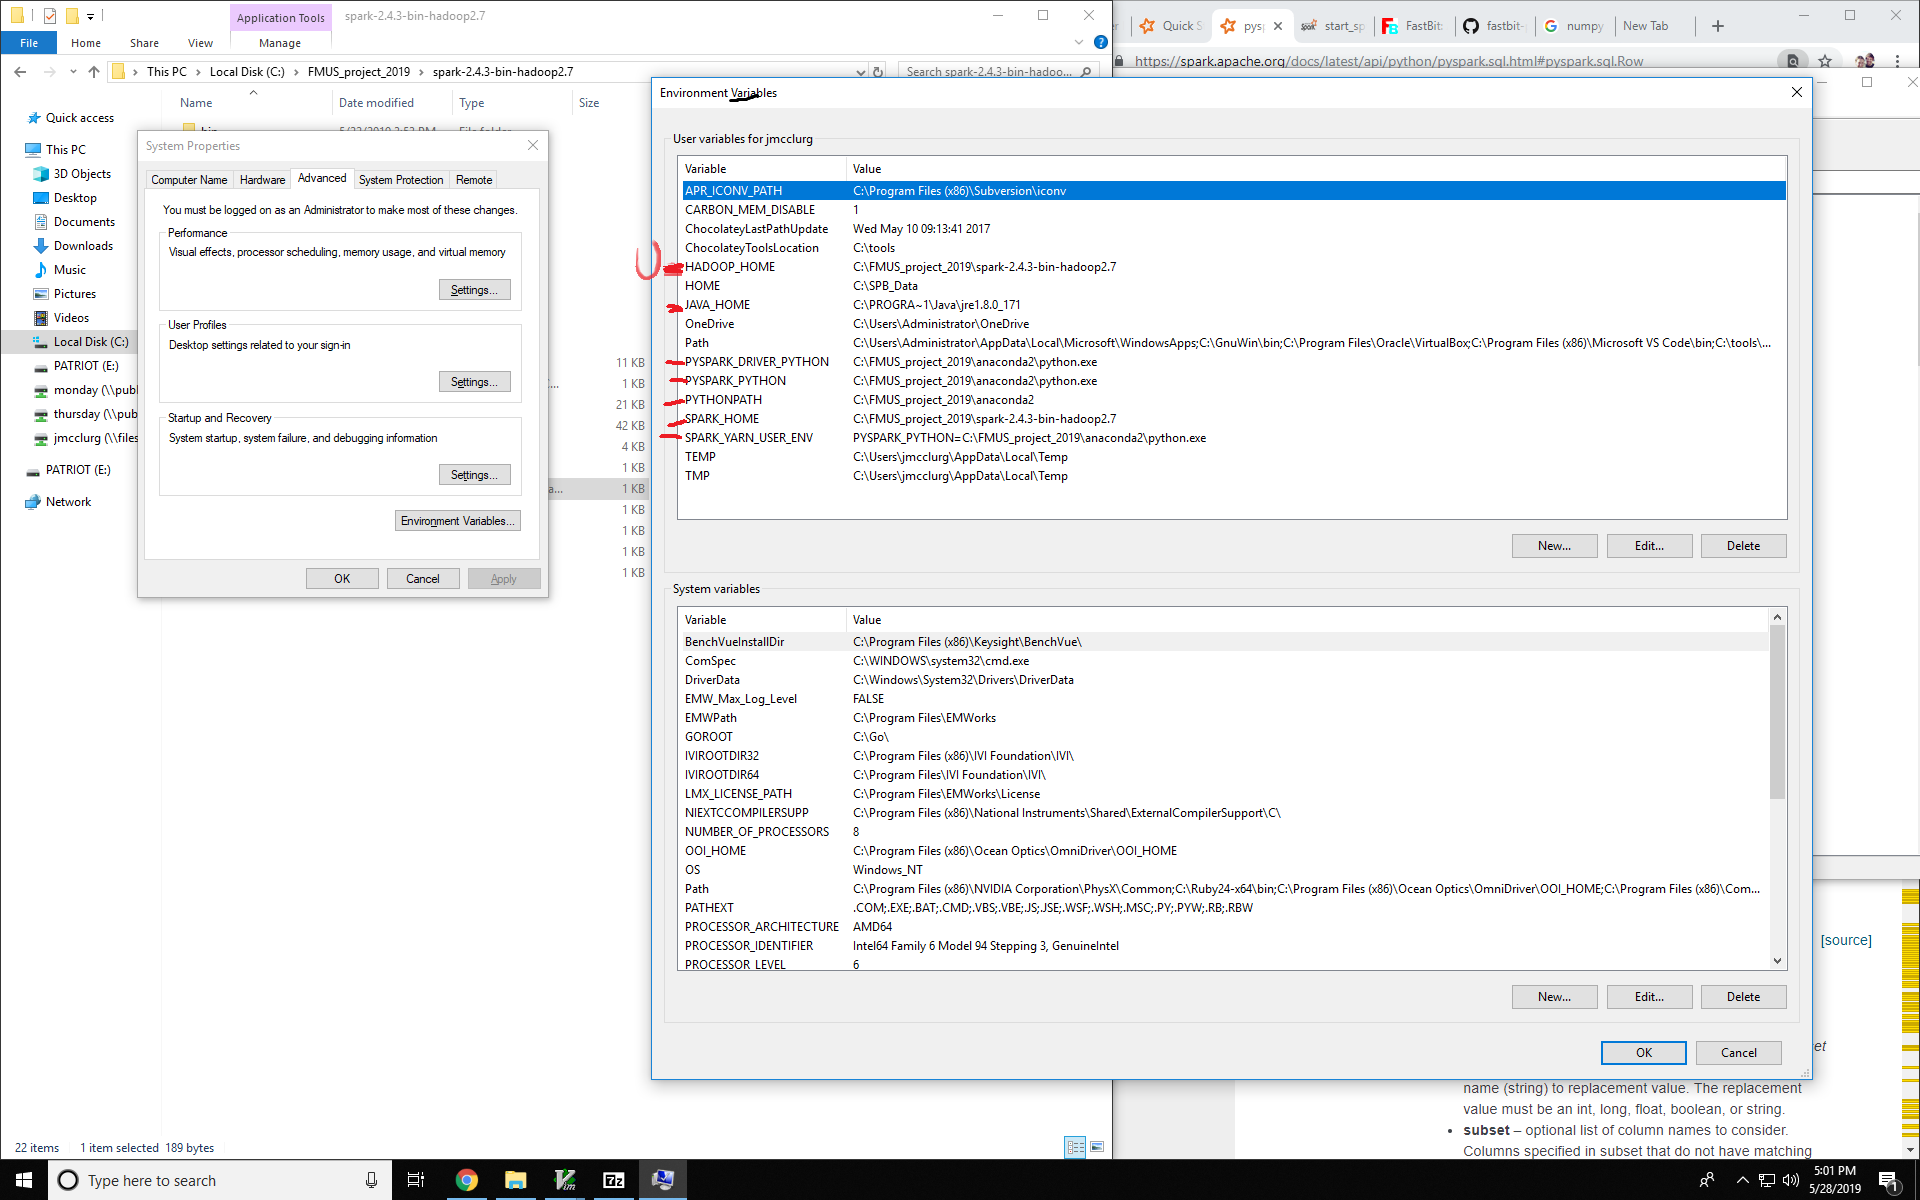 Application Tools
spark-2.4.3-bin-hadoop2.7
File
Home
Share
View
Manage
This PC
Local Disk (C:)
FMUS_project_2019
spark-2.4.3-bin-hadoop2.7
Search spark-2.4.3-bin-hadoo...
Quick S
pys
start_sp
FastBit
fastbit-
numpy
New Tab
https://spark.apache.org/docs/latest/api/python/pyspark.sql.html#pyspark.sql.Row
Name
Date modified
Type
Size
Quick access
This PC
3D Objects
Desktop
Documents
Downloads
Music
Pictures
Videos
Local Disk (C:)
PATRIOT (E:)
monday (\\publ
thursday (\\pub
jmcclurg (\\files
PATRIOT (E:)
Network
11 KB
1 KB
21 KB
42 KB
4 KB
1 KB
1 KB
1 KB
1 KB
1 KB
1 KB
22 items
1 item selected 189 bytes
System Properties
Computer Name
Hardware
Advanced
System Protection
Remote
You must be logged on as an Administrator to make most of these changes.
Performance
Visual effects, processor scheduling, memory usage, and virtual memory
Settings...
User Profiles
Desktop settings related to your sign-in
Settings...
Startup and Recovery
System startup, system failure, and debugging information
Settings...
Environment Variables...
OK
Cancel
Apply
Environment Variables
User variables for jmcclurg
Variable Value
APR_ICONV_PATH C:\Program Files (x86)\Subversion\iconv
CARBON_MEM_DISABLE 1
ChocolateyLastPathUpdate Wed May 10 09:13:41 2017
ChocolateyToolsLocation C:\tools
HADOOP_HOME C:\FMUS_project_2019\spark-2.4.3-bin-hadoop2.7
HOME C:\SPB_Data
JAVA_HOME C:\PROGRA~1\Java\jre1.8.0_171
OneDrive C:\Users\Administrator\OneDrive
Path C:\Users\Administrator\AppData\Local\Microsoft\WindowsApps;C:\GnuWin\bin;C:\Program Files\Oracle\VirtualBox;C:\Program Files (x86)\Microsoft VS Code\bin;C:\tools\...
PYSPARK_DRIVER_PYTHON C:\FMUS_project_2019\anaconda2\python.exe
PYSPARK_PYTHON C:\FMUS_project_2019\anaconda2\python.exe
PYTHONPATH C:\FMUS_project_2019\anaconda2
SPARK_HOME C:\FMUS_project_2019\spark-2.4.3-bin-hadoop2.7
SPARK_YARN_USER_ENV PYSPARK_PYTHON=C:\FMUS_project_2019\anaconda2\python.exe
TEMP C:\Users\jmcclurg\AppData\Local\Temp
TMP C:\Users\jmcclurg\AppData\Local\Temp
New...
Edit...
Delete
System variables
Variable Value
BenchVueInstallDir C:\Program Files (x86)\Keysight\BenchVue\
ComSpec C:\WINDOWS\system32\cmd.exe
DriverData C:\Windows\System32\Drivers\DriverData
EMW_Max_Log_Level FALSE
EMWPath C:\Program Files\EMWorks
GOROOT C:\Go\
IVIROOTDIR32 C:\Program Files (x86)\IVI Foundation\IVI\
IVIROOTDIR64 C:\Program Files\IVI Foundation\IVI\
LMX_LICENSE_PATH C:\Program Files\EMWorks\License
NIEXTCCOMPILERSUPP C:\Program Files (x86)\National Instruments\Shared\ExternalCompilerSupport\C\
NUMBER_OF_PROCESSORS 8
OOI_HOME C:\Program Files (x86)\Ocean Optics\OmniDriver\OOI_HOME
OS Windows_NT
Path C:\Program Files (x86)\NVIDIA Corporation\PhysX\Common;C:\Ruby24-x64\bin;C:\Program Files (x86)\Ocean Optics\OmniDriver\OOI_HOME;C:\Program Files (x86)\Com...
PATHEXT .COM;.EXE;.BAT;.CMD;.VBS;.VBE;.JS;.JSE;.WSF;.WSH;.MSC;.PY;.PYW;.RB;.RBW
PROCESSOR_ARCHITECTURE AMD64
PROCESSOR_IDENTIFIER Intel64 Family 6 Model 94 Stepping 3, GenuineIntel
PROCESSOR_LEVEL 6
New...
Edit...
Delete
OK
Cancel
[source]
et
name (string) to replacement value. The replacement
value must be an int, long, float, boolean, or string.
• subset – optional list of column names to consider.
Columns specified in subset that do not have matching
Type here to search
5:01 PM
5/28/2019
1